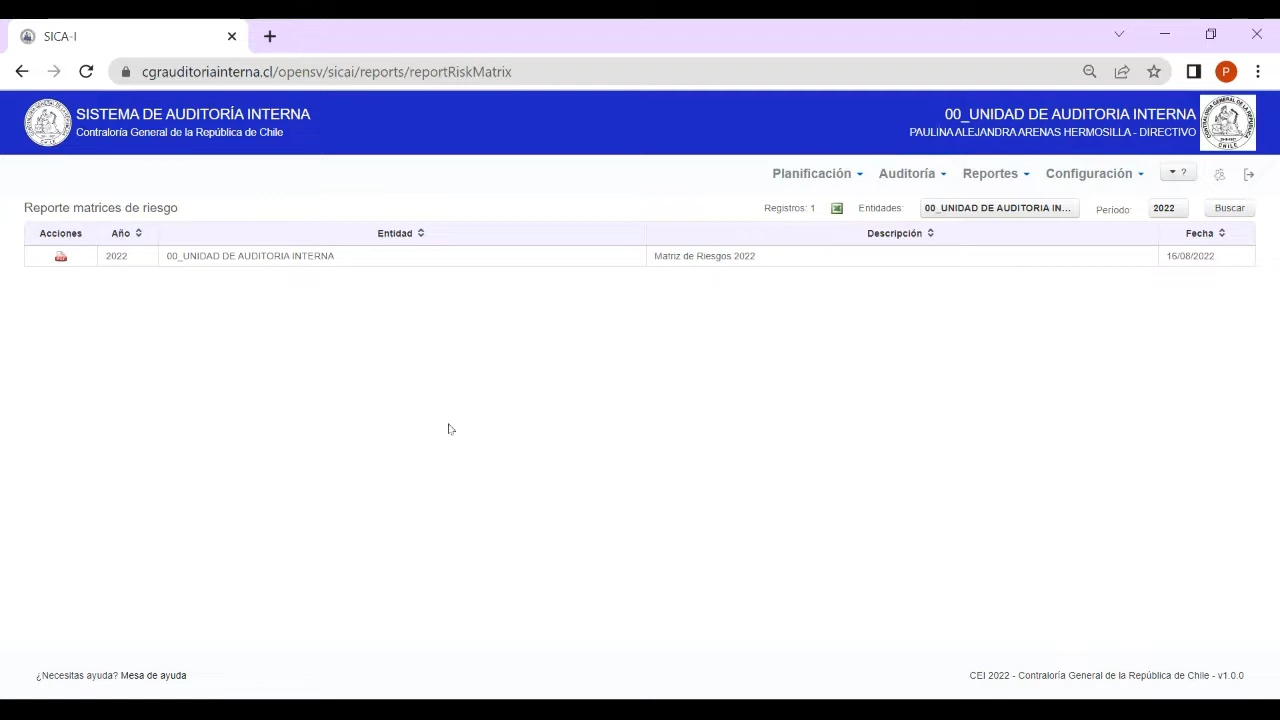 SICA-I
cgrauditoriainterna.cl/opensv/sicai/reports/reportRiskMatrix
P
SISTEMA DE AUDITORÍA INTERNA
Contraloría General de la República de Chile
00_UNIDAD DE AUDITORIA INTERNA
PAULINA ALEJANDRA ARENAS HERMOSILLA - DIRECTIVO
Planificación Auditoría Reportes Configuración ?
Reporte matrices de riesgo
Registros: 1 Entidades: 00_UNIDAD DE AUDITORIA IN... Período: 2022 Buscar
Acciones Año Entidad Descripción Fecha
2022 00_UNIDAD DE AUDITORIA INTERNA Matriz de Riesgos 2022 16/08/2022
¿Necesitas ayuda? Mesa de ayuda
CEI 2022 - Contraloría General de la República de Chile - v1.0.0